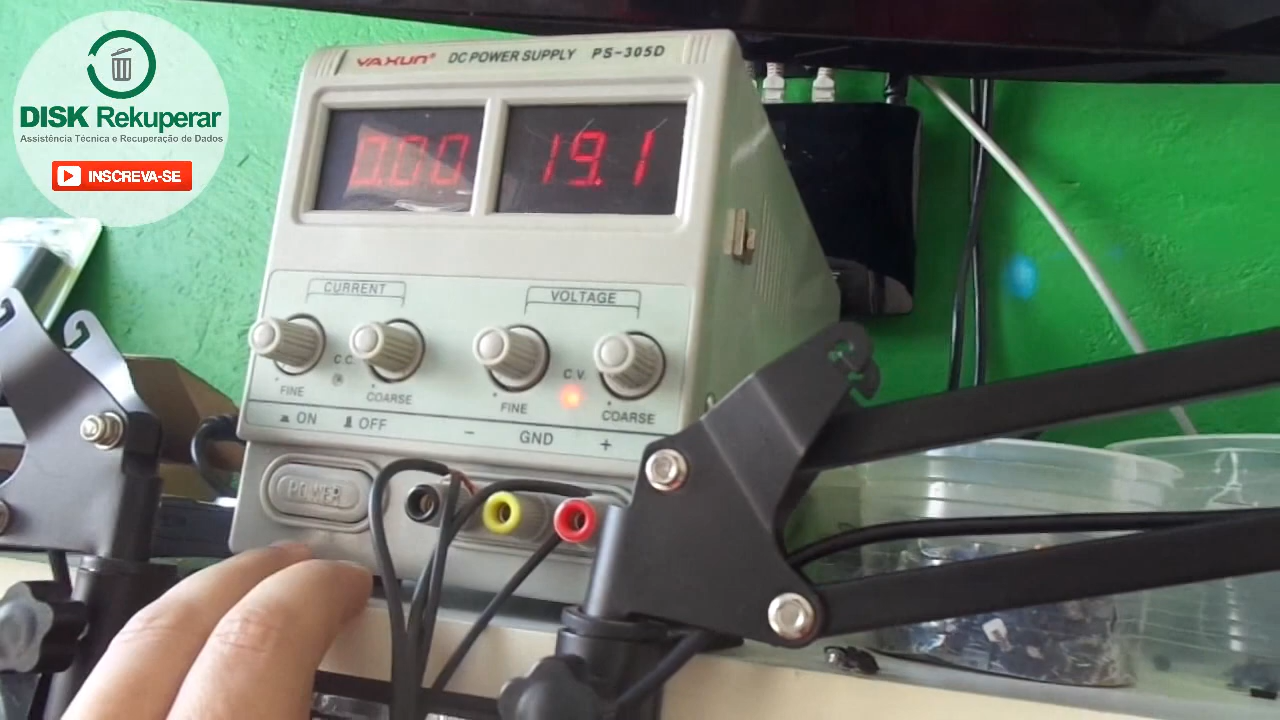 DISK Rekuperar
Assistência Técnica e Recuperação de Dados
INSCREVA-SE
YAXUN® DC POWER SUPPLY PS-305D
0.00 19.1
CURRENT VOLTAGE
C.C. C.V.
FINE COARSE FINE COARSE
ON OFF - GND +
POWER